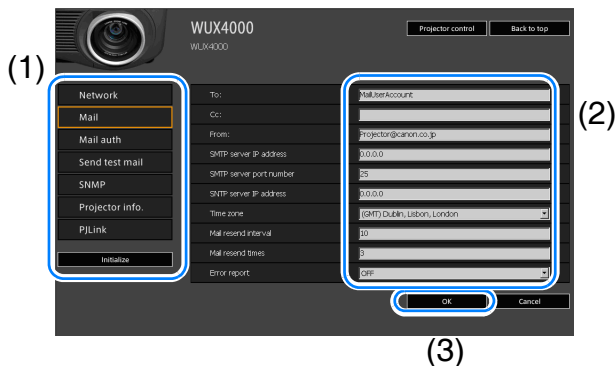 WUX4000
WUX4000
Projector control
Back to top
(1)
(2)
Network
Mail
Mail auth
Send test mail
SNMP
Projector info.
PJLink
Initialize
To: MailUserAccount
Cc:
From: Projector@canon.co.jp
SMTP server IP address 0.0.0.0
SMTP server port number 25
SNTP server IP address 0.0.0.0
Time zone (GMT) Dublin, Lisbon, London
Mail resend interval 10
Mail resend times 3
Error report OFF
OK
Cancel
(3)